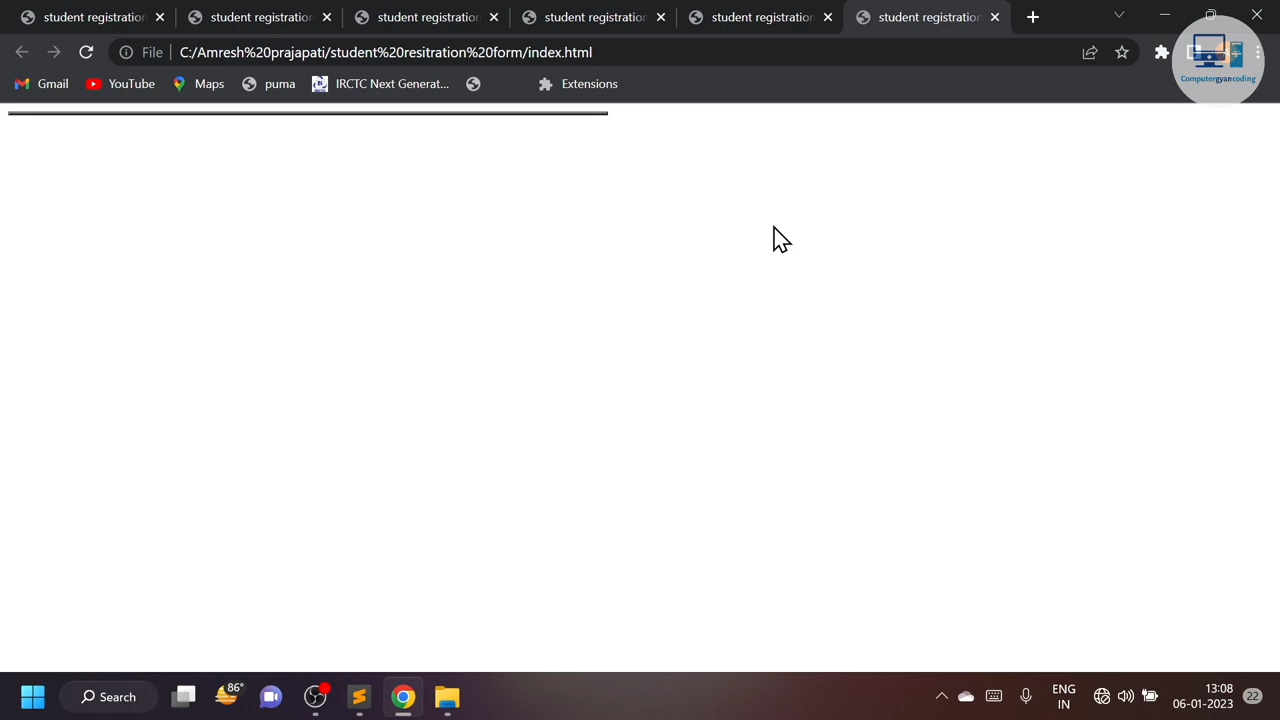 student registration student registration student registration student registration student registration student registration
File C:/Amresh%20prajapati/student%20resitration%20form/index.html
Gmail YouTube Maps puma IRCTC Next Generat... Extensions
Computergyancoding
Search 86° ENG IN 13:08 06-01-2023 22